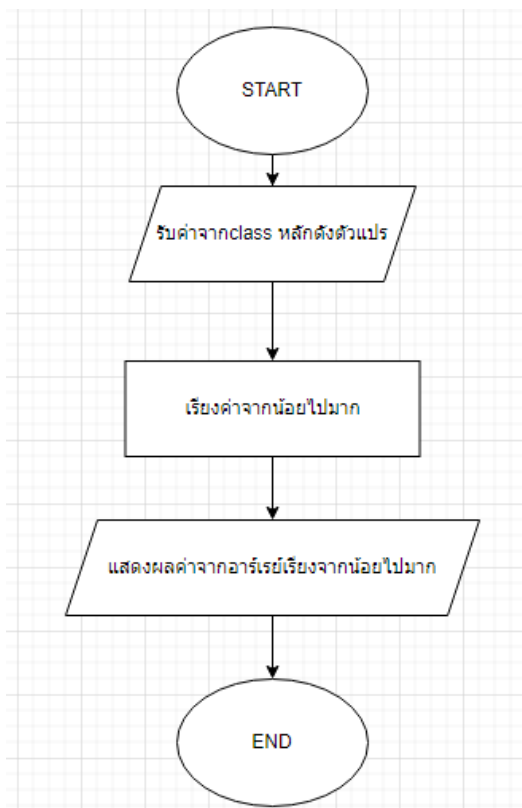 START
รับค่าจากclass หลักดังตัวแปร
เรียงค่าจากน้อยไปมาก
แสดงผลค่าจากอาร์เรย์เรียงจากน้อยไปมาก
END